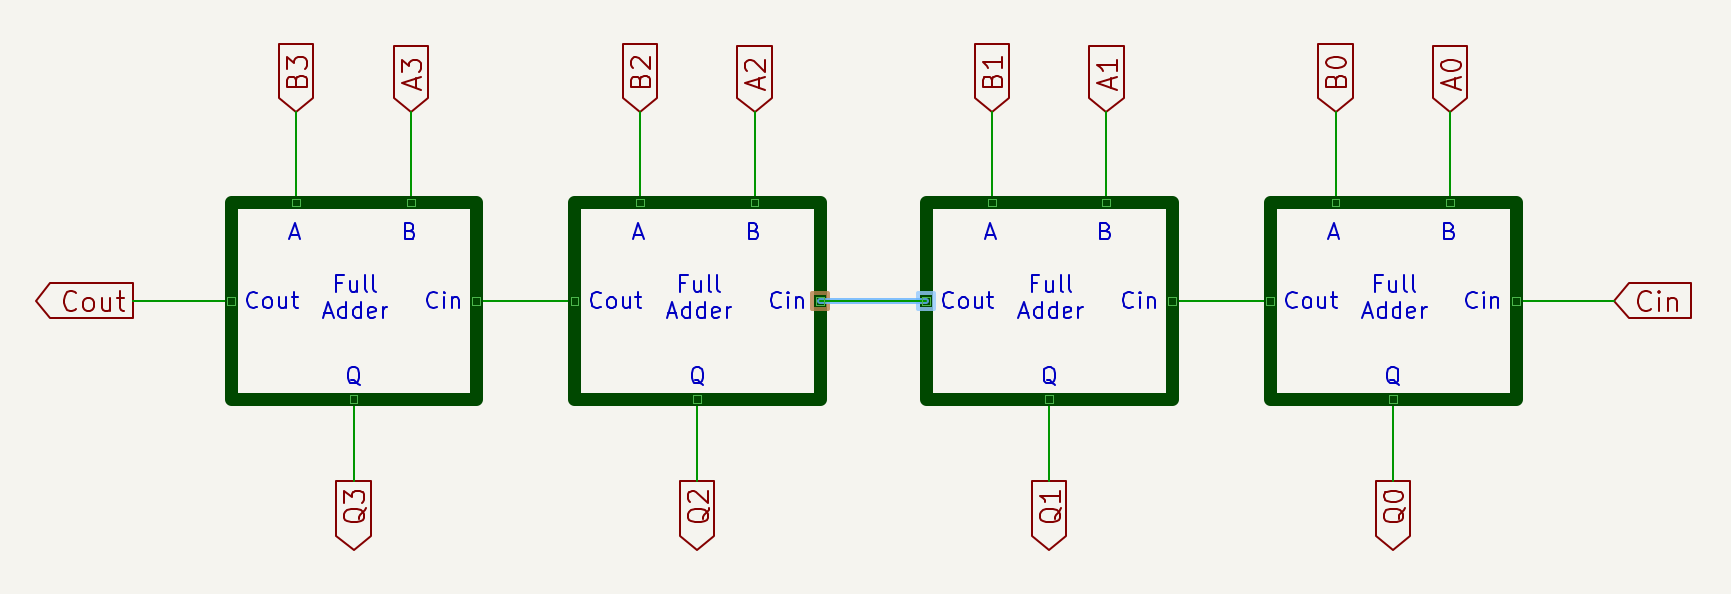 B3
A3
B2
A2
B1
A1
B0
A0
A
B
A
B
A
B
A
B
Cout
Cout
Full
Adder
Cin
Cout
Full
Adder
Cin
Cout
Full
Adder
Cin
Cout
Full
Adder
Cin
Cin
Q
Q
Q
Q
Q3
Q2
Q1
Q0